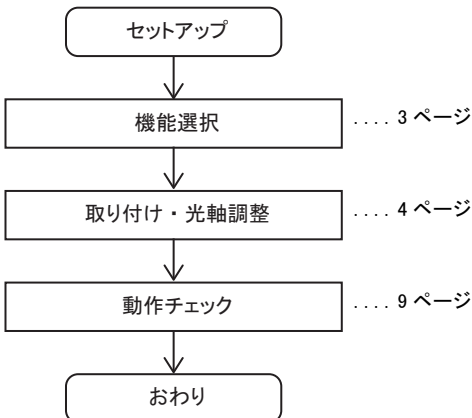 セットアップ
機能選択 .... 3 ページ
取り付け・光軸調整 .... 4 ページ
動作チェック .... 9 ページ
おわり